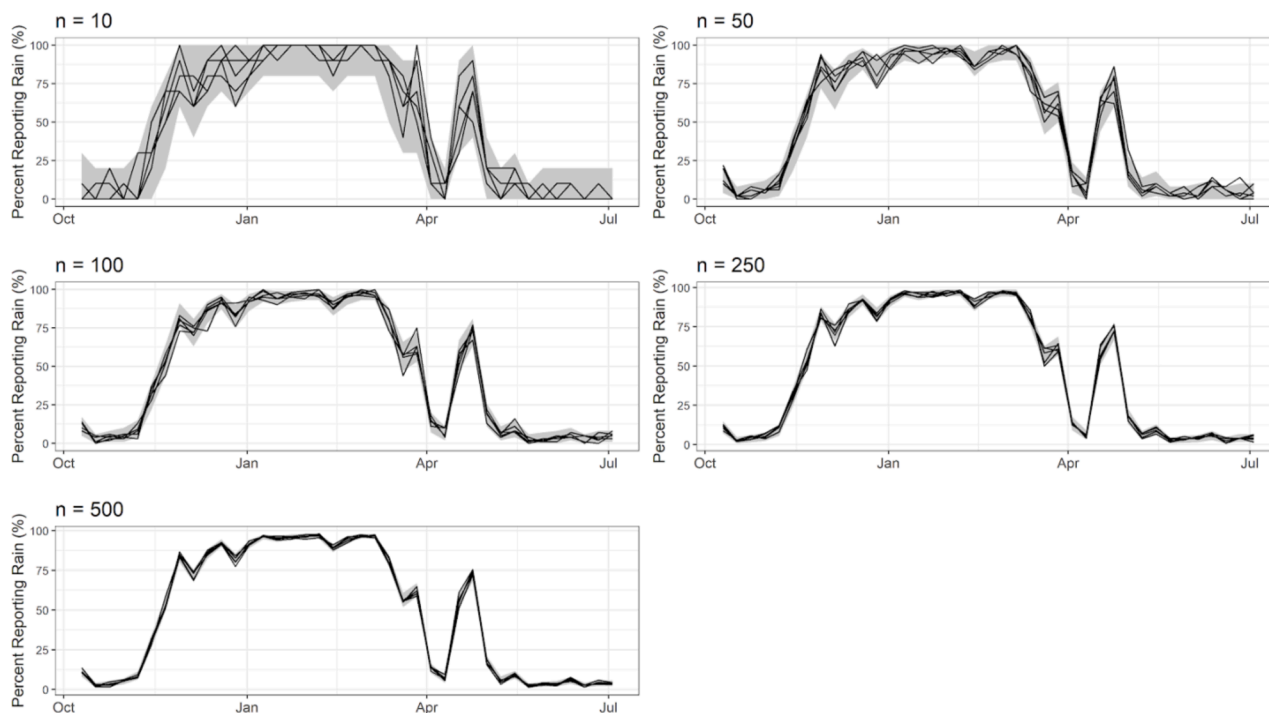 n = 10
Percent Reporting Rain (%)
100
75
50
25
0
Oct
Jan
Apr
Jul
n = 50
Percent Reporting Rain (%)
100
75
50
25
0
Oct
Jan
Apr
Jul
n = 100
Percent Reporting Rain (%)
100
75
50
25
0
Oct
Jan
Apr
Jul
n = 250
Percent Reporting Rain (%)
100
75
50
25
0
Oct
Jan
Apr
Jul
n = 500
Percent Reporting Rain (%)
100
75
50
25
0
Oct
Jan
Apr
Jul